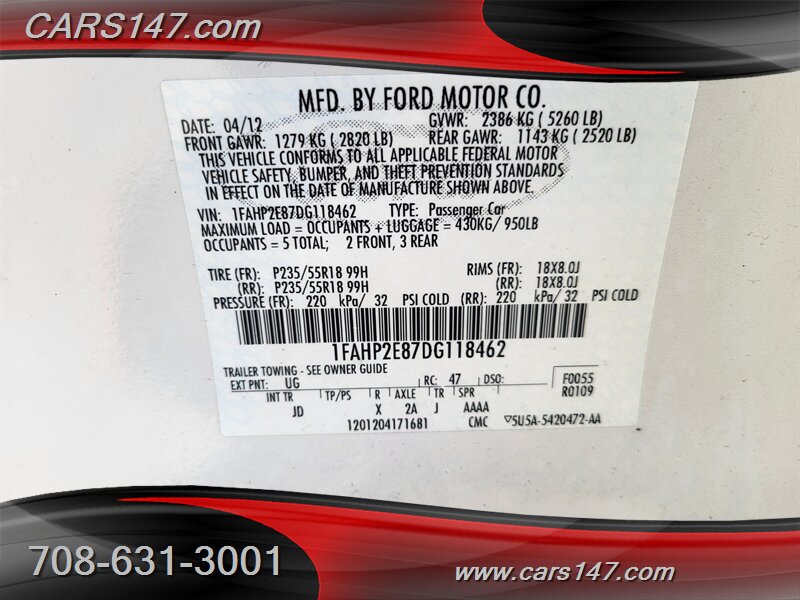 CARS147.com
MFD. BY FORD MOTOR CO.
DATE: 04/12 GVWR: 2386 KG ( 5260 LB)
FRONT GAWR: 1279 KG ( 2820 LB) REAR GAWR: 1143 KG ( 2520 LB)
THIS VEHICLE CONFORMS TO ALL APPLICABLE FEDERAL MOTOR
VEHICLE SAFETY, BUMPER, AND THEFT PREVENTION STANDARDS
IN EFFECT ON THE DATE OF MANUFACTURE SHOWN ABOVE.
VIN: 1FAHP2E87DG118462 TYPE: Passenger Car
MAXIMUM LOAD = OCCUPANTS + LUGGAGE = 430KG/ 950LB
OCCUPANTS = 5 TOTAL; 2 FRONT, 3 REAR
TIRE (FR): P235/55R18 99H RIMS (FR): 18X8.0J
(RR): P235/55R18 99H (RR): 18X8.0J
PRESSURE (FR): 220 kPa/ 32 PSI COLD (RR): 220 kPa/ 32 PSI COLD
1FAHP2E87DG118462
TRAILER TOWING - SEE OWNER GUIDE
EXT PNT: UG RC: 47 DSO: F0055
R0109
INT TR TP/PS R AXLE TR SPR
JD X 2A J AAAA
1201204171681 CMC ▽5U5A-5420472-AA
708-631-3001
www.cars147.com